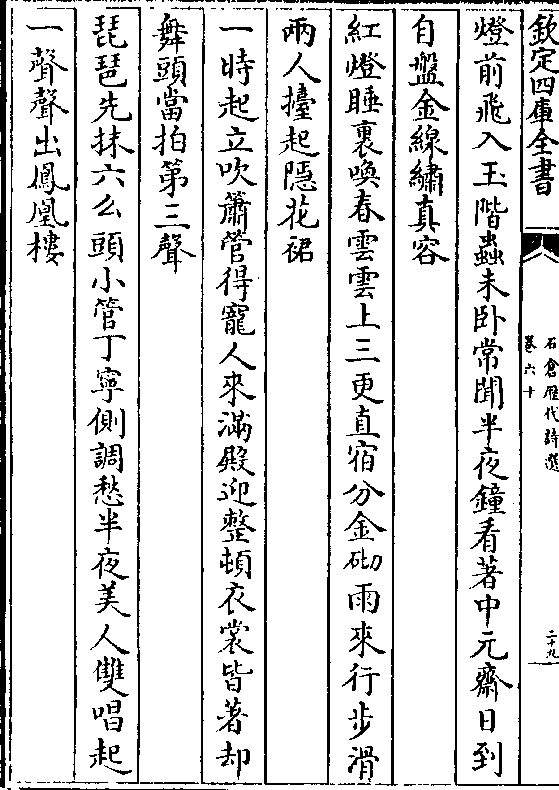 欽定四庫全書
石倉歷代詩選
卷六十
二十九
燈前飛入玉階蟲未卧常聞半夜鐘看著中元齋日到
自盤金線繡真容
紅燈睡裏喚春雲雲上三更直宿分金砌雨來行步滑
兩人擡起隱花裙
一時起立吹簫管得寵人來滿殿迎整頓衣裳皆著却
舞頭當拍第三聲
琵琶先抹六么頭小管丁寧側調愁半夜美人雙唱起
一聲聲出鳳凰樓